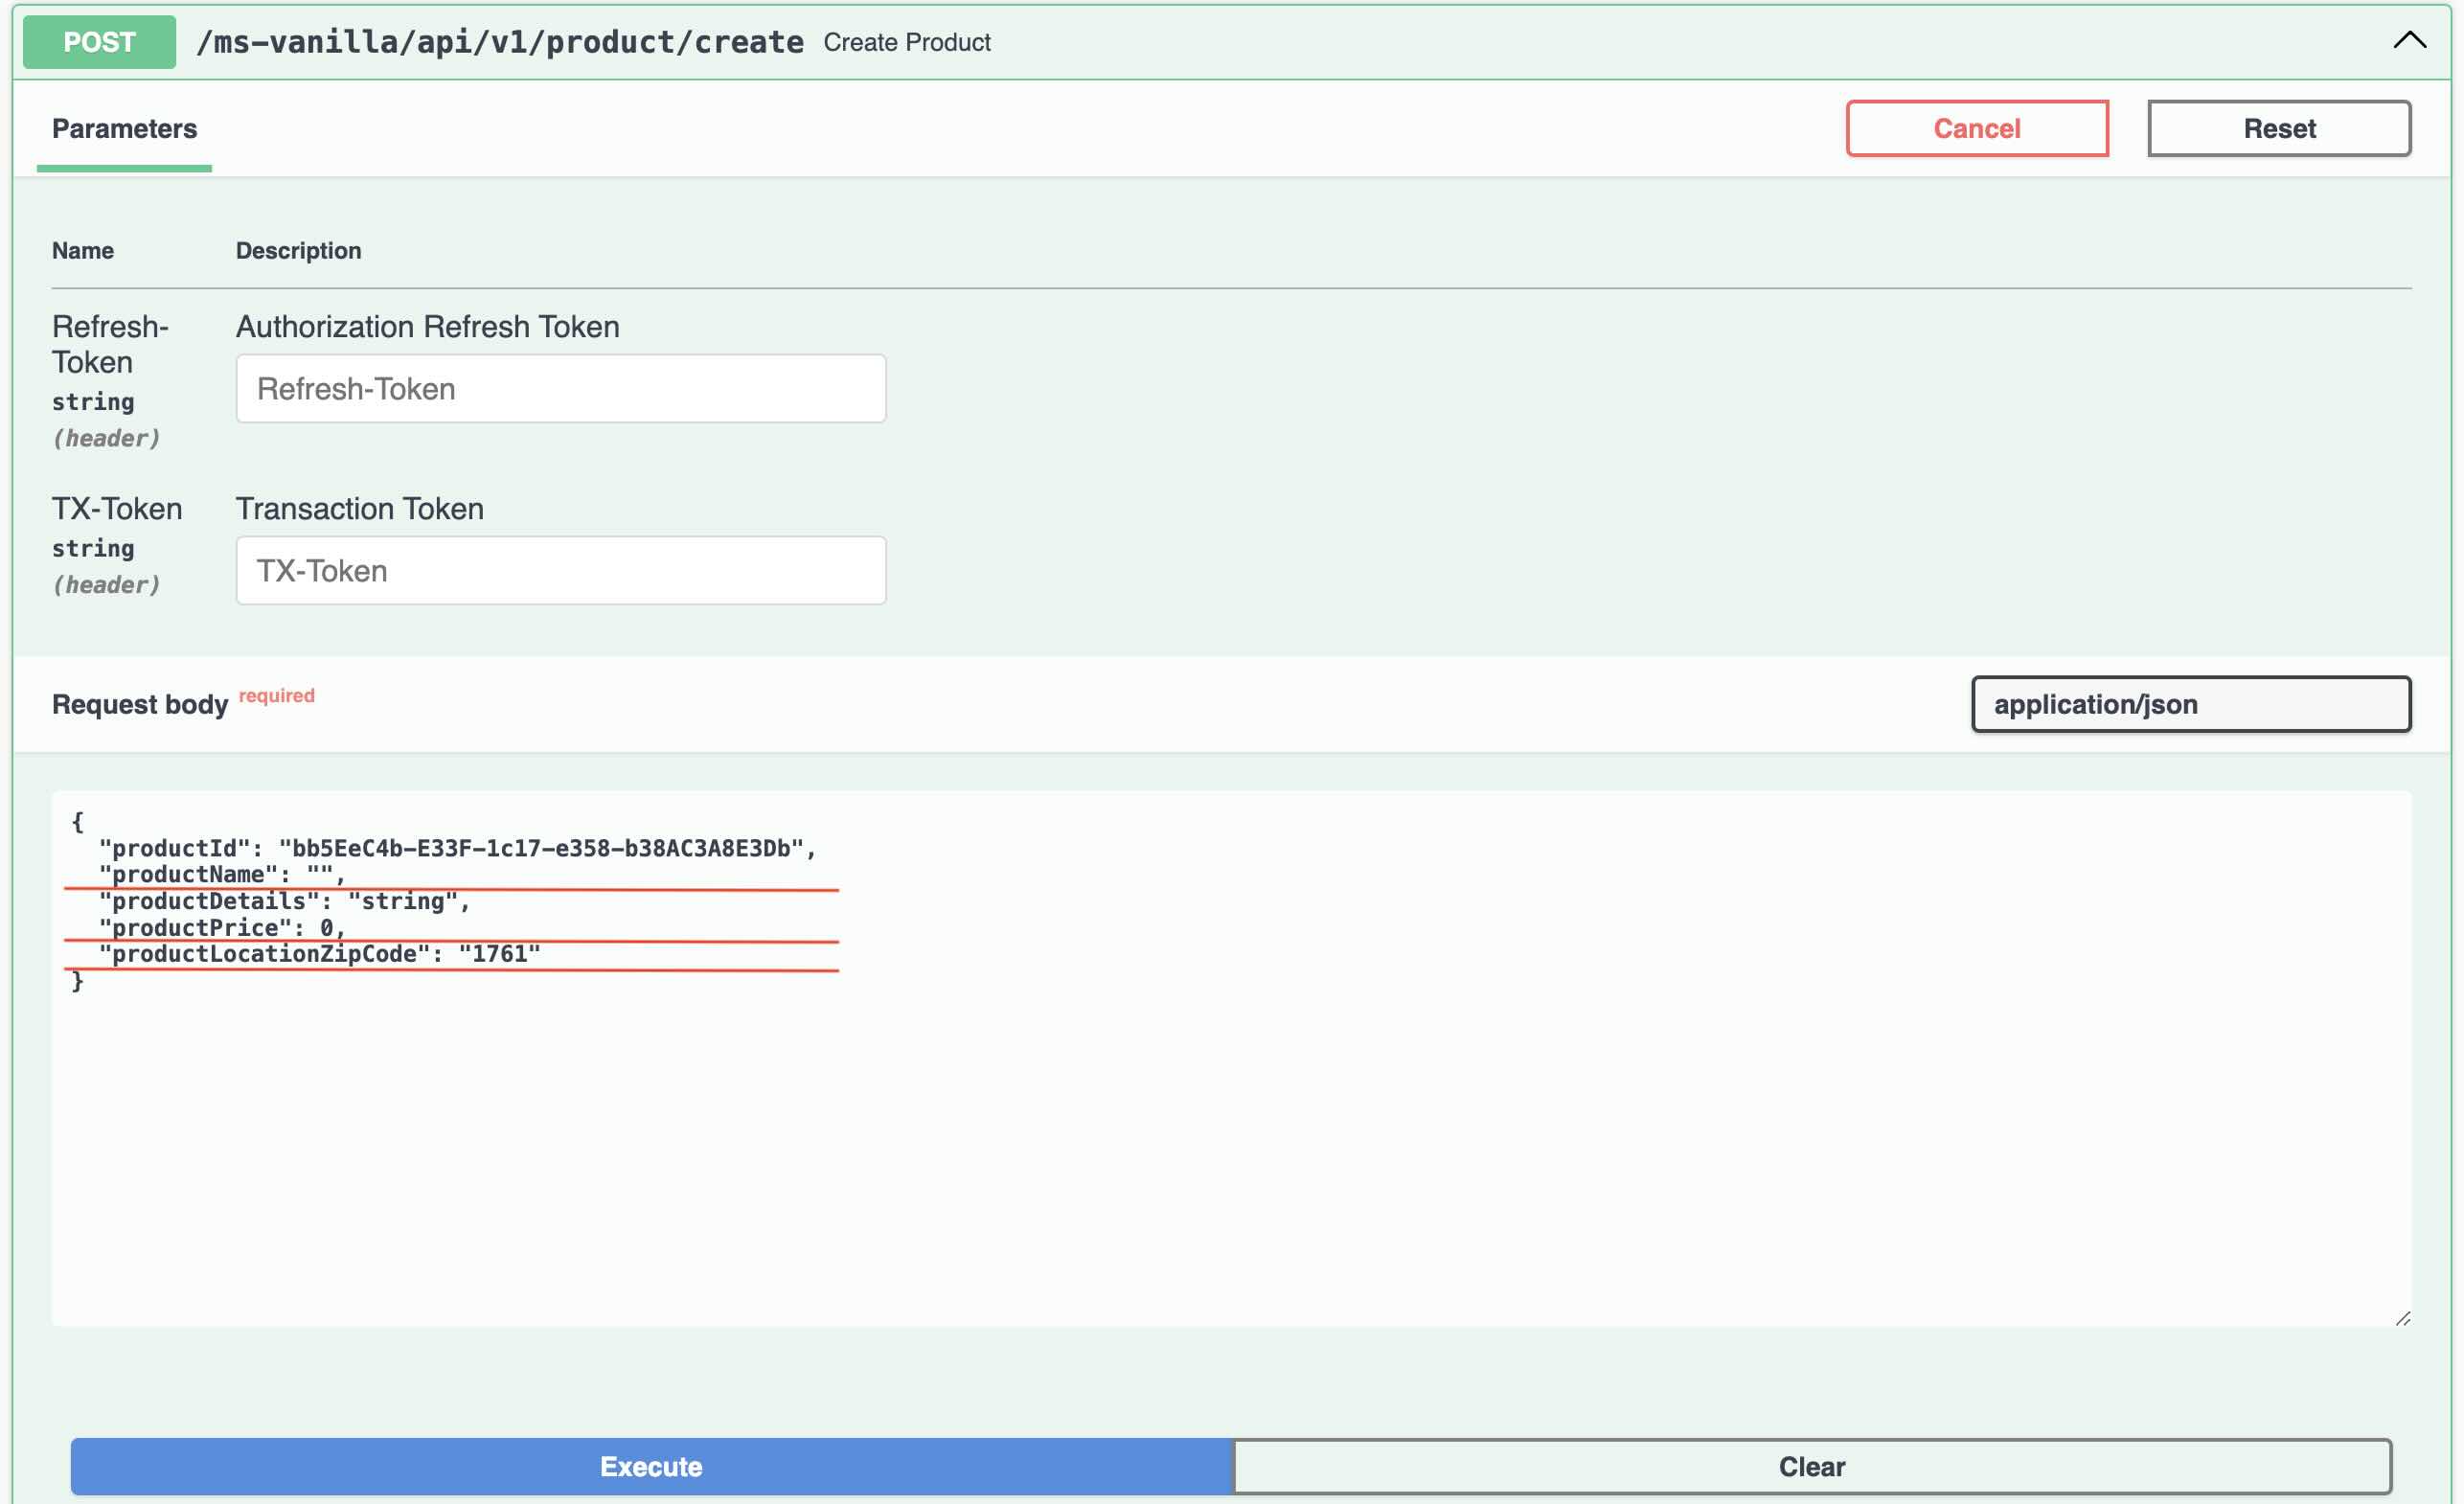 POST /ms-vanilla/api/v1/product/create Create Product
Parameters
Cancel
Reset
Name Description
Refresh-
Token
string
(header)
Authorization Refresh Token
Refresh-Token
TX-Token
string
(header)
Transaction Token
TX-Token
Request body required
application/json
{
"productId": "bb5EeC4b-E33F-1c17-e358-b38AC3A8E3Db",
"productName": "",
"productDetails": "string",
"productPrice": 0,
"productLocationZipCode": "1761"
}
Execute
Clear